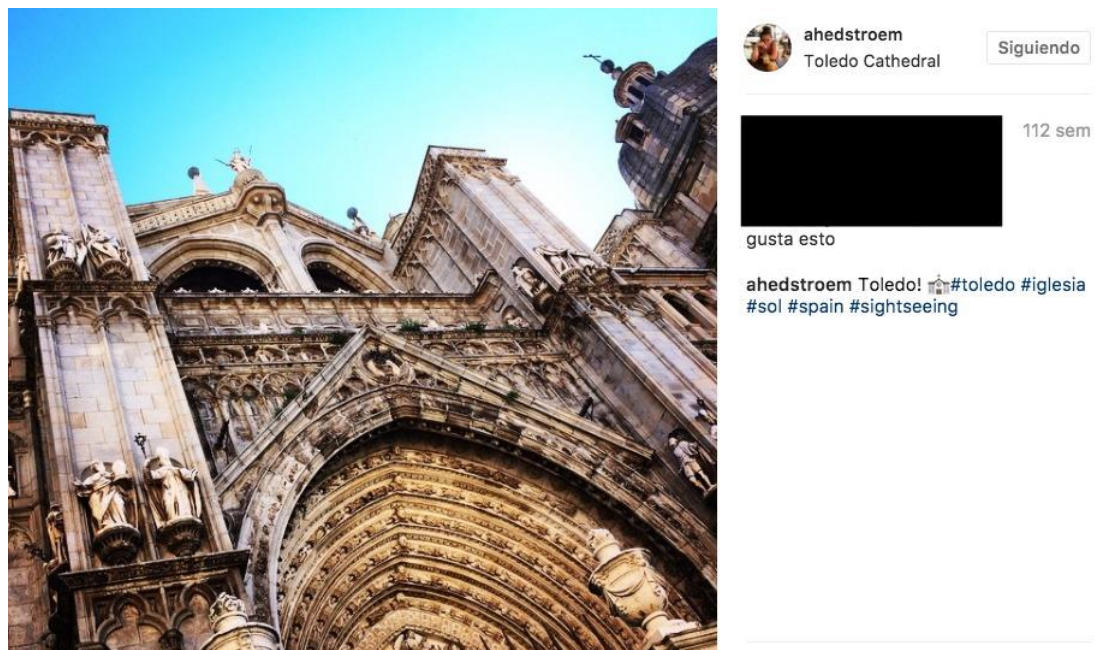 ahedstroem
Toledo Cathedral
Siguiendo
112 sem
gusta esto
ahedstroem Toledo! #toledo #iglesia
#sol #spain #sightseeing